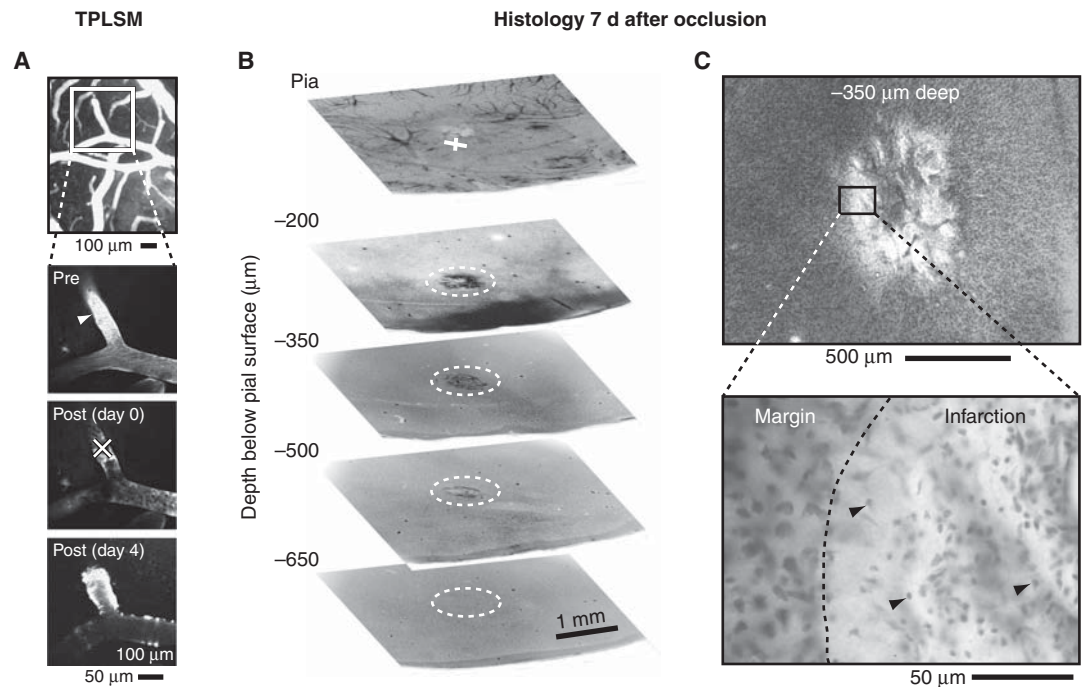 TPLSM
Histology 7 d after occlusion
A
100 μm
Pre
Post (day 0)
Post (day 4)
100 μm
50 μm
B
Pia
–200
–350
–500
–650
Depth below pial surface (μm)
1 mm
C
–350 μm deep
500 μm
Margin
Infarction
50 μm